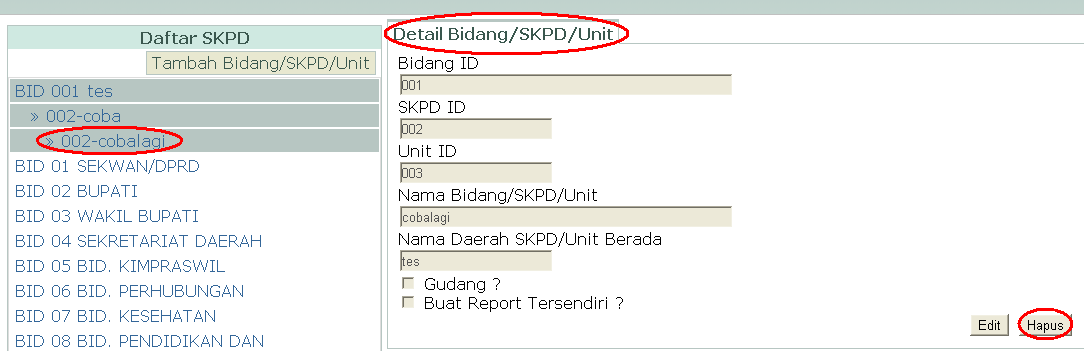 Daftar SKPD
Tambah Bidang/SKPD/Unit
BID 001 tes
» 002-coba
» 002-cobalagi
BID 01 SEKWAN/DPRD
BID 02 BUPATI
BID 03 WAKIL BUPATI
BID 04 SEKRETARIAT DAERAH
BID 05 BID. KIMPRASWIL
BID 06 BID. PERHUBUNGAN
BID 07 BID. KESEHATAN
BID 08 BID. PENDIDIKAN DAN
Detail Bidang/SKPD/Unit
Bidang ID
001
SKPD ID
002
Unit ID
003
Nama Bidang/SKPD/Unit
cobalagi
Nama Daerah SKPD/Unit Berada
tes
Gudang ?
Buat Report Tersendiri ?
Edit Hapus